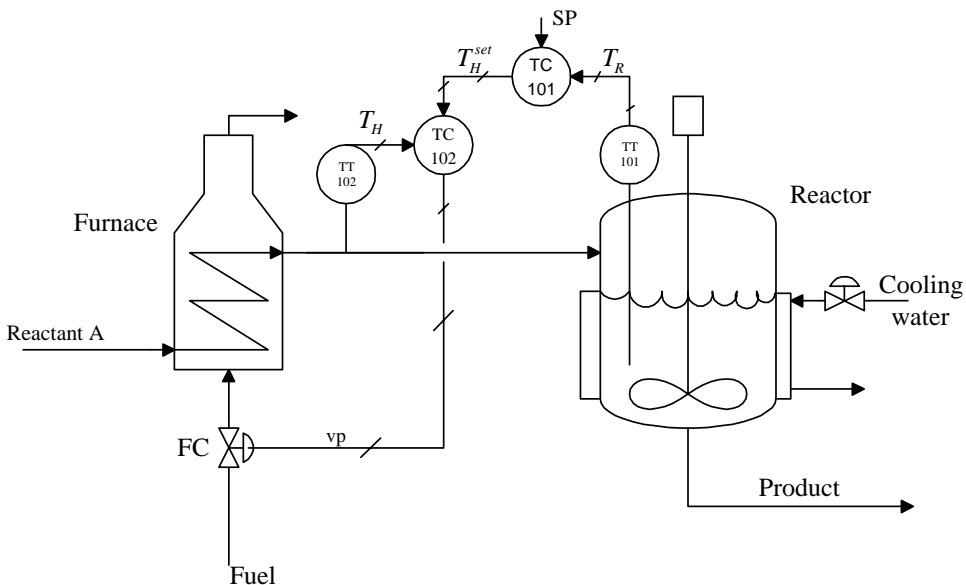 SP
T_H^set
TC
101
T_R
T_H
TC
102
TT
102
TT
101
Furnace
Reactor
Cooling
water
Reactant A
FC
vp
Product
Fuel